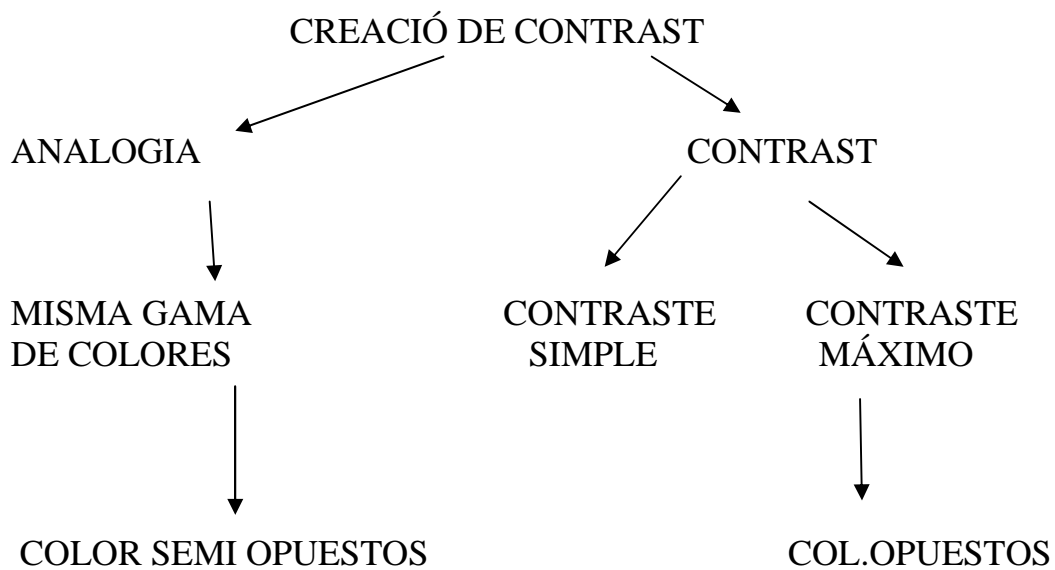 CREACIÓ DE CONTRAST
ANALOGIA
CONTRAST
MISMA GAMA
DE COLORES
CONTRASTE
SIMPLE
CONTRASTE
MÁXIMO
COLOR SEMI OPUESTOS
COL.OPUESTOS